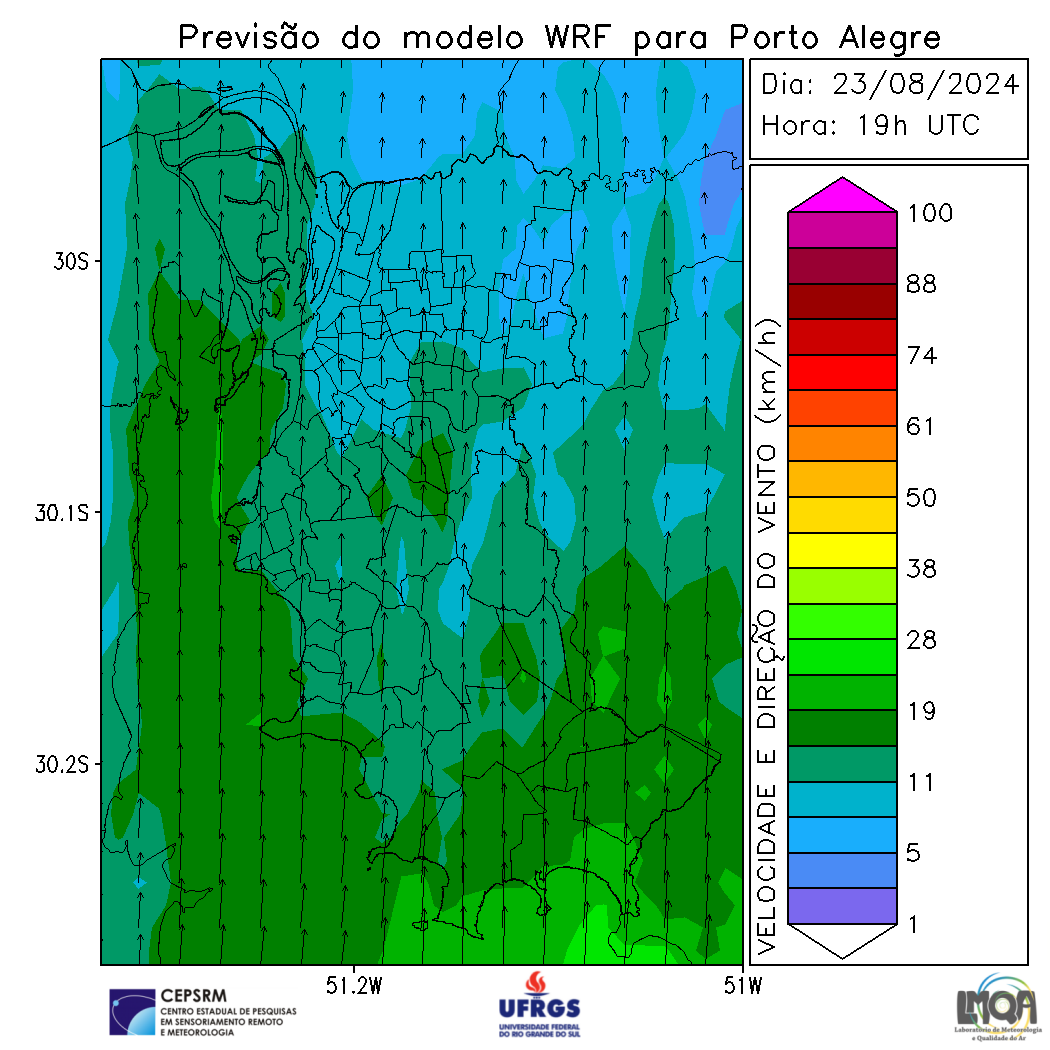 Previsão do modelo WRF para Porto Alegre
Dia: 23/08/2024
Hora: 19h UTC
30S
30.1S
30.2S
51.2W
51W
VELOCIDADE E DIREÇÃO DO VENTO (km/h)
100
88
74
61
50
38
28
19
11
5
1
CEPSRM
CENTRO ESTADUAL DE PESQUISAS
EM SENSORIAMENTO REMOTO
E METEOROLOGIA
UFRGS
UNIVERSIDADE FEDERAL
DO RIO GRANDE DO SUL
LMQA
Laboratório de Meteorologia
e Qualidade do Ar